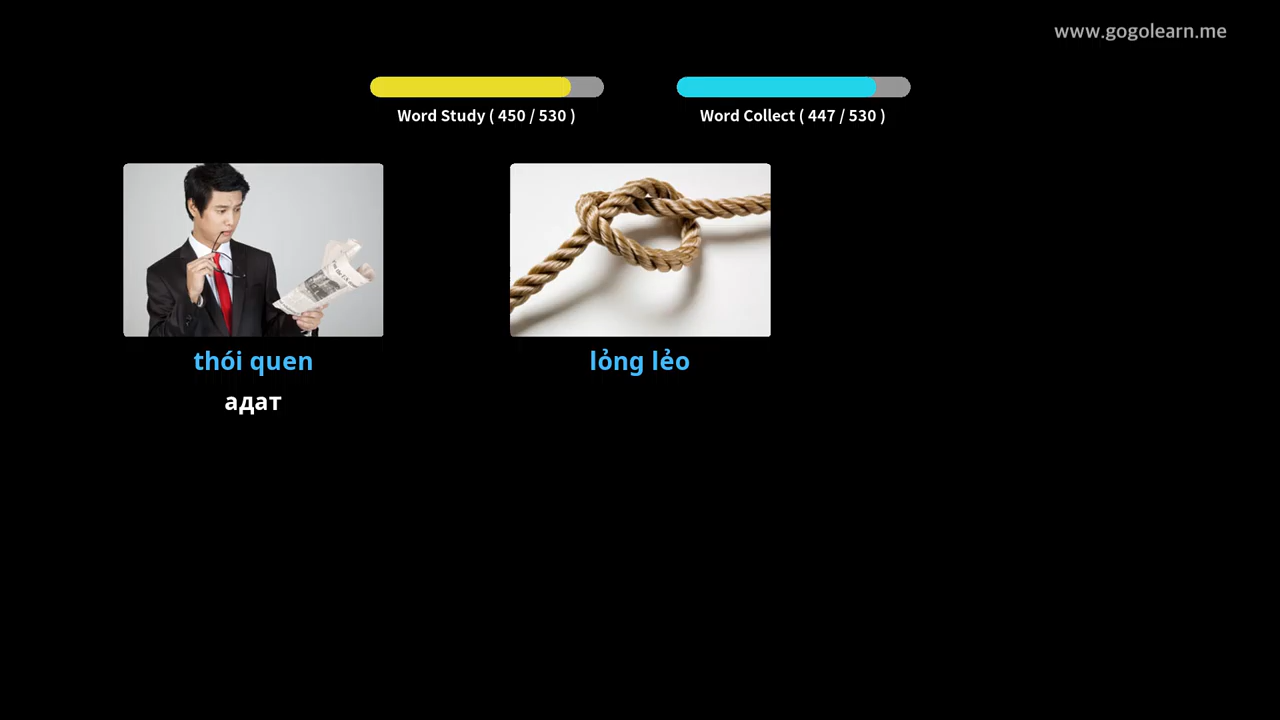 www.gogolearn.me
Word Study ( 450 / 530 )
Word Collect ( 447 / 530 )
thói quen
lỏng lẻo
адат